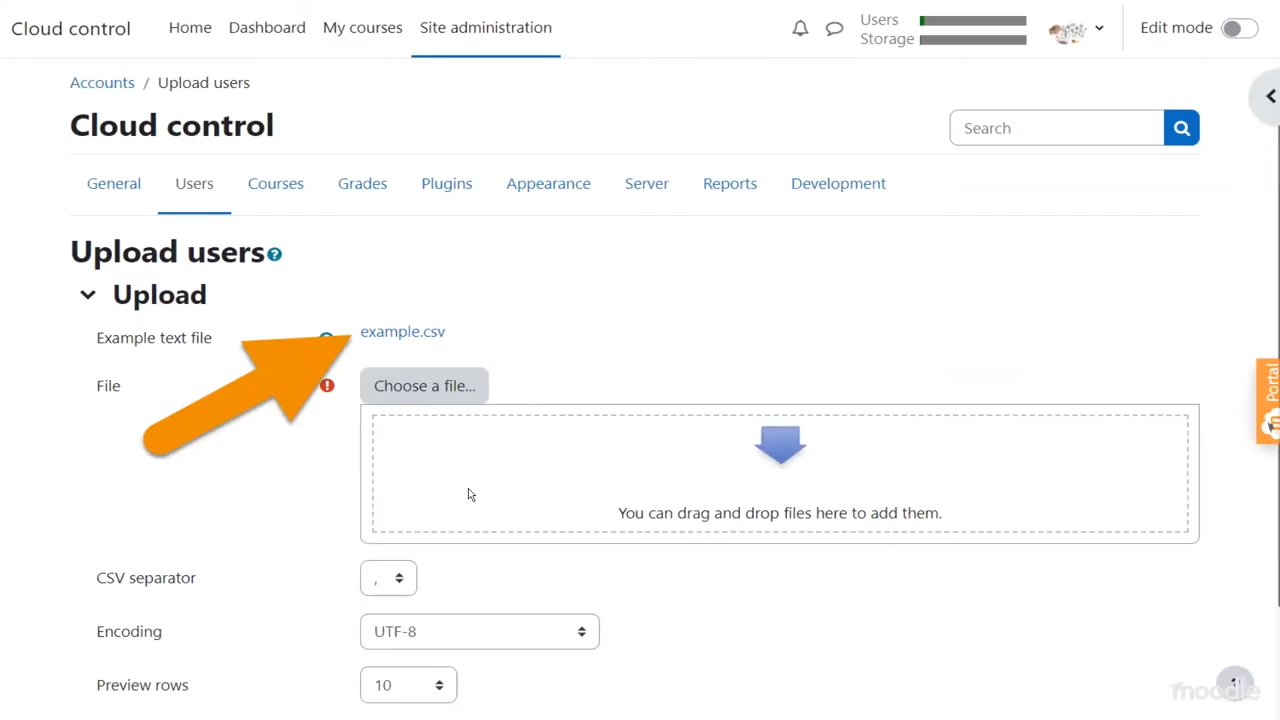 Cloud control Home Dashboard My courses Site administration Users Edit mode
Storage
Accounts / Upload users
Cloud control
Search
General Users Courses Grades Plugins Appearance Server Reports Development
Upload users
Upload
Example text file example.csv
File Choose a file...
You can drag and drop files here to add them.
CSV separator ,
Encoding UTF-8
Preview rows 10
Portal
moodle